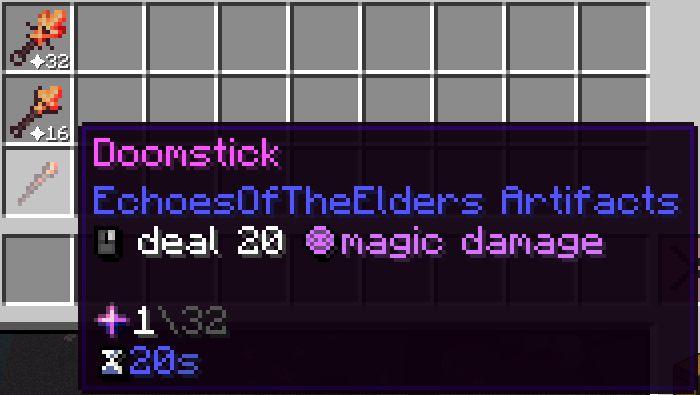 ✦32
✦16
Doomstick
EchoesOfTheElders Artifacts
deal 20 magic damage
1\32
20s